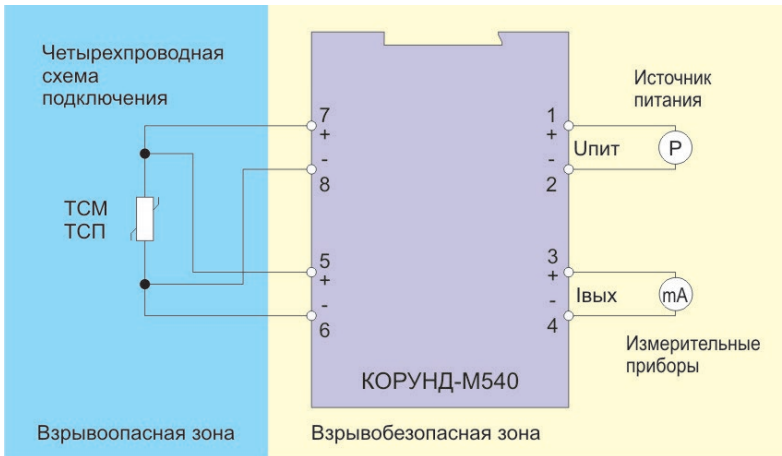 Четырехпроводная
схема
подключения
ТСМ
ТСП
7
+
-
8
5
+
-
6
1
+
Uпит
-
2
3
+
Iвых
-
4
КОРУНД-М540
Источник
питания
P
mA
Измерительные
приборы
Взрывоопасная зона
Взрывобезопасная зона